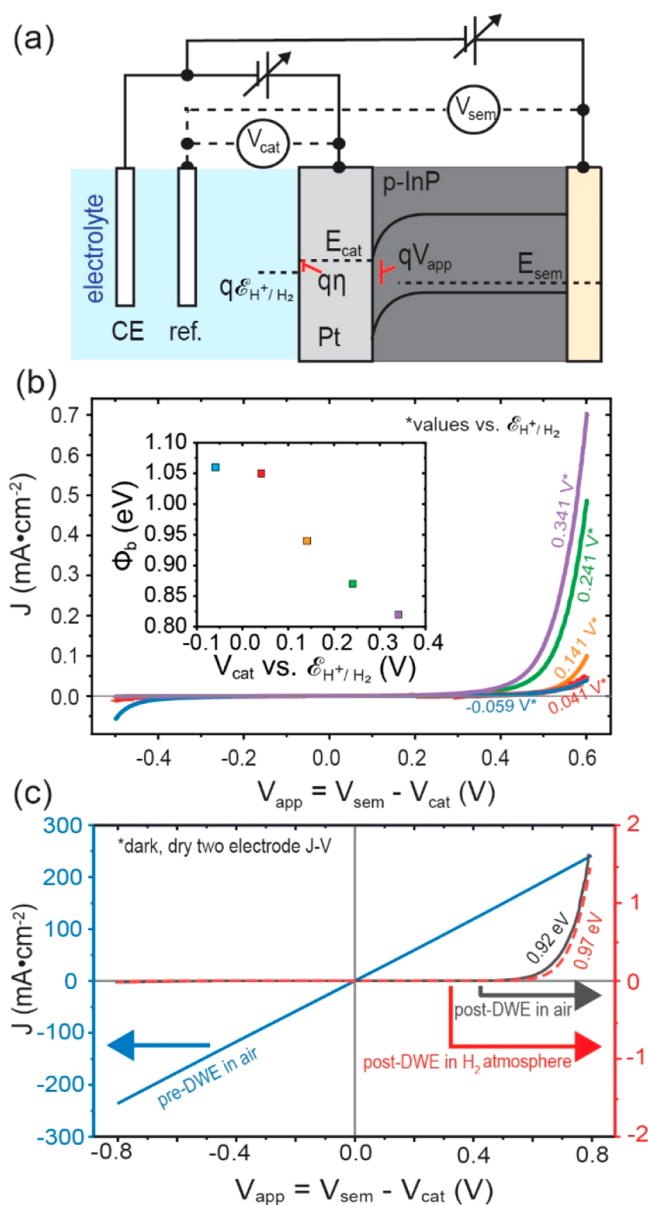 (a)
V_sem
V_cat
p-InP
electrolyte
E_cat
qV_app
E_sem
qℰ_H⁺/H₂
qη
CE
ref.
Pt
(b)
*values vs. ℰ_H⁺/H₂
J (mA•cm⁻²)
0.7
0.6
0.5
0.4
0.3
0.2
0.1
0.0
Φ_b (eV)
1.10
1.05
1.00
0.95
0.90
0.85
0.80
-0.1 0.0 0.1 0.2 0.3 0.4
V_cat vs. ℰ_H⁺/H₂ (V)
0.341 V*
0.241 V*
0.141 V*
-0.059 V*
0.041 V*
-0.4 -0.2 0.0 0.2 0.4 0.6
V_app = V_sem - V_cat (V)
(c)
*dark, dry two electrode J-V
J (mA•cm⁻²)
300
200
100
0
-100
-200
-300
2
1
0
-1
-2
0.92 eV
0.97 eV
post-DWE in air
post-DWE in H₂ atmosphere
pre-DWE in air
-0.8 -0.4 0.0 0.4 0.8
V_app = V_sem - V_cat (V)